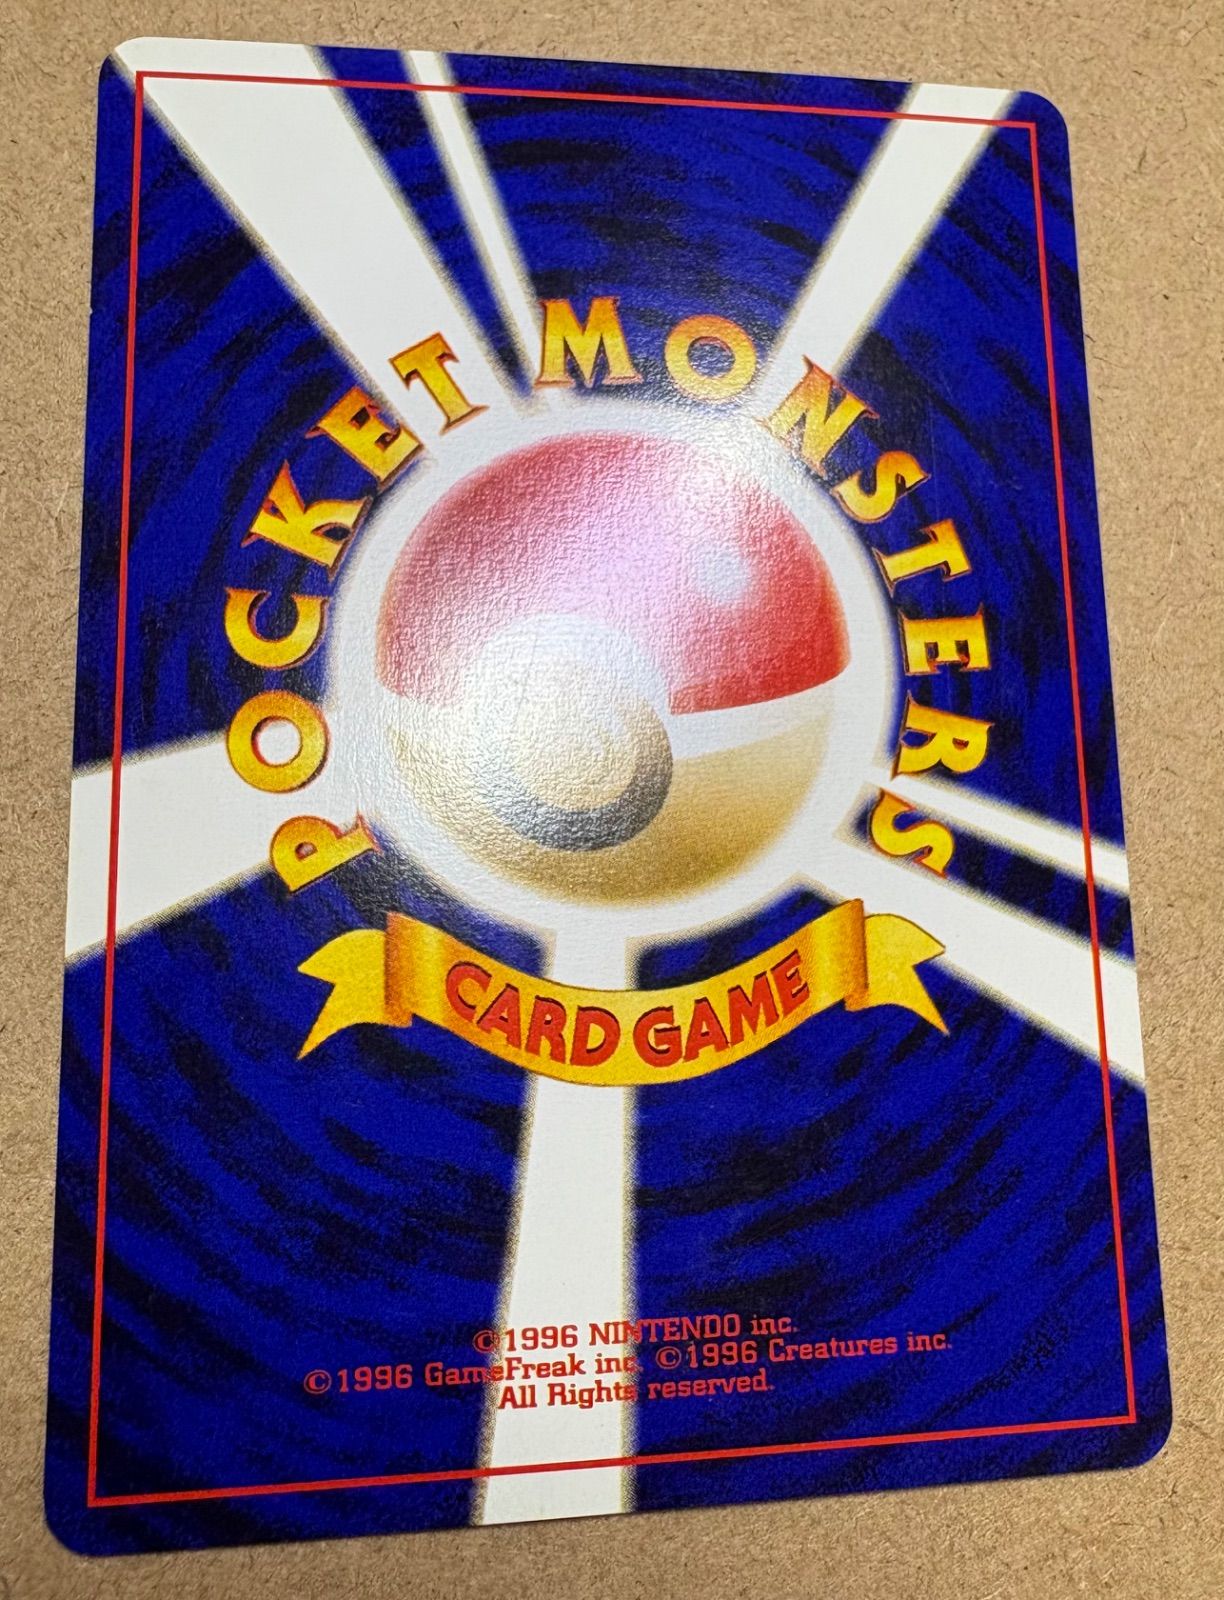 POCKET MONSTERS
CARD GAME
©1996 NINTENDO inc.
©1996 GameFreak inc. ©1996 Creatures inc.
All Rights reserved.